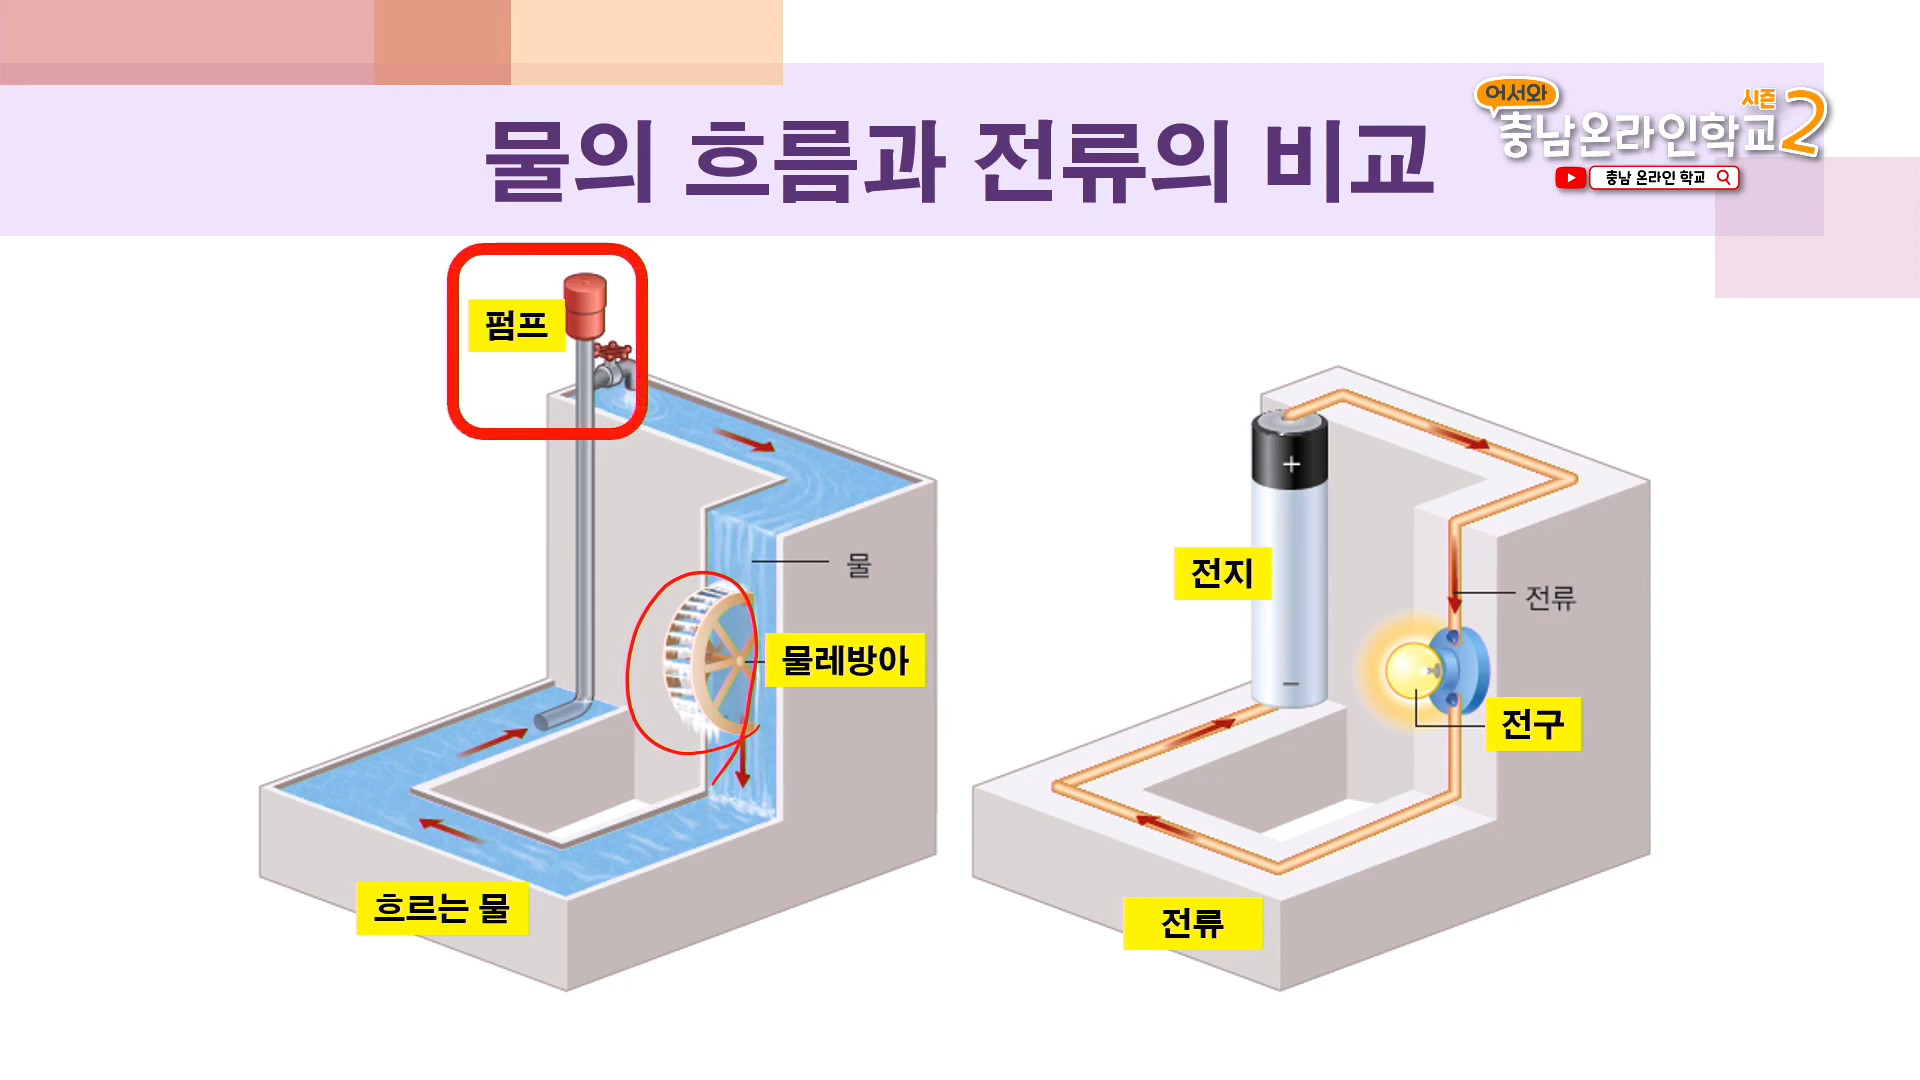 물의 흐름과 전류의 비교
어서와
충남온라인학교 시즌2
충남 온라인 학교
펌프
물
물레방아
흐르는 물
+
전지
−
전류
전구
전류